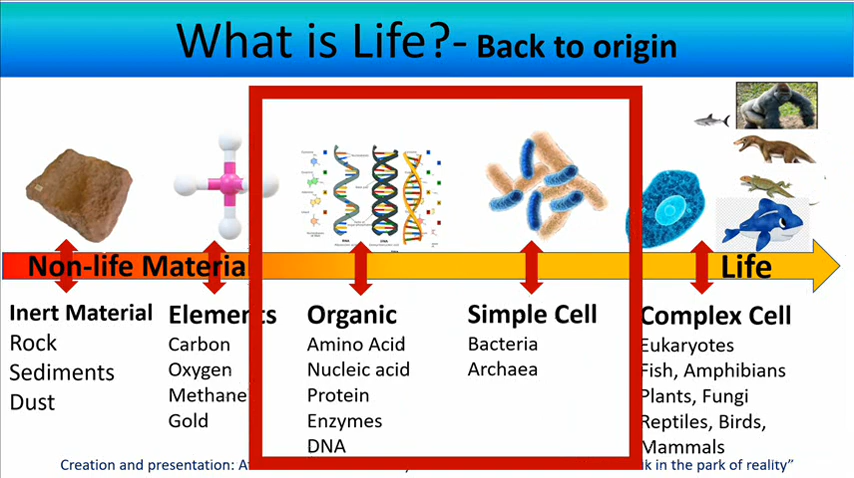 What is Life?- Back to origin
Non-life Material
Life
Inert Material
Rock
Sediments
Dust
Elements
Carbon
Oxygen
Methane
Gold
Organic
Amino Acid
Nucleic acid
Protein
Enzymes
DNA
Simple Cell
Bacteria
Archaea
Complex Cell
Eukaryotes
Fish, Amphibians
Plants, Fungi
Reptiles, Birds,
Mammals
Creation and presentation: in the park of reality”